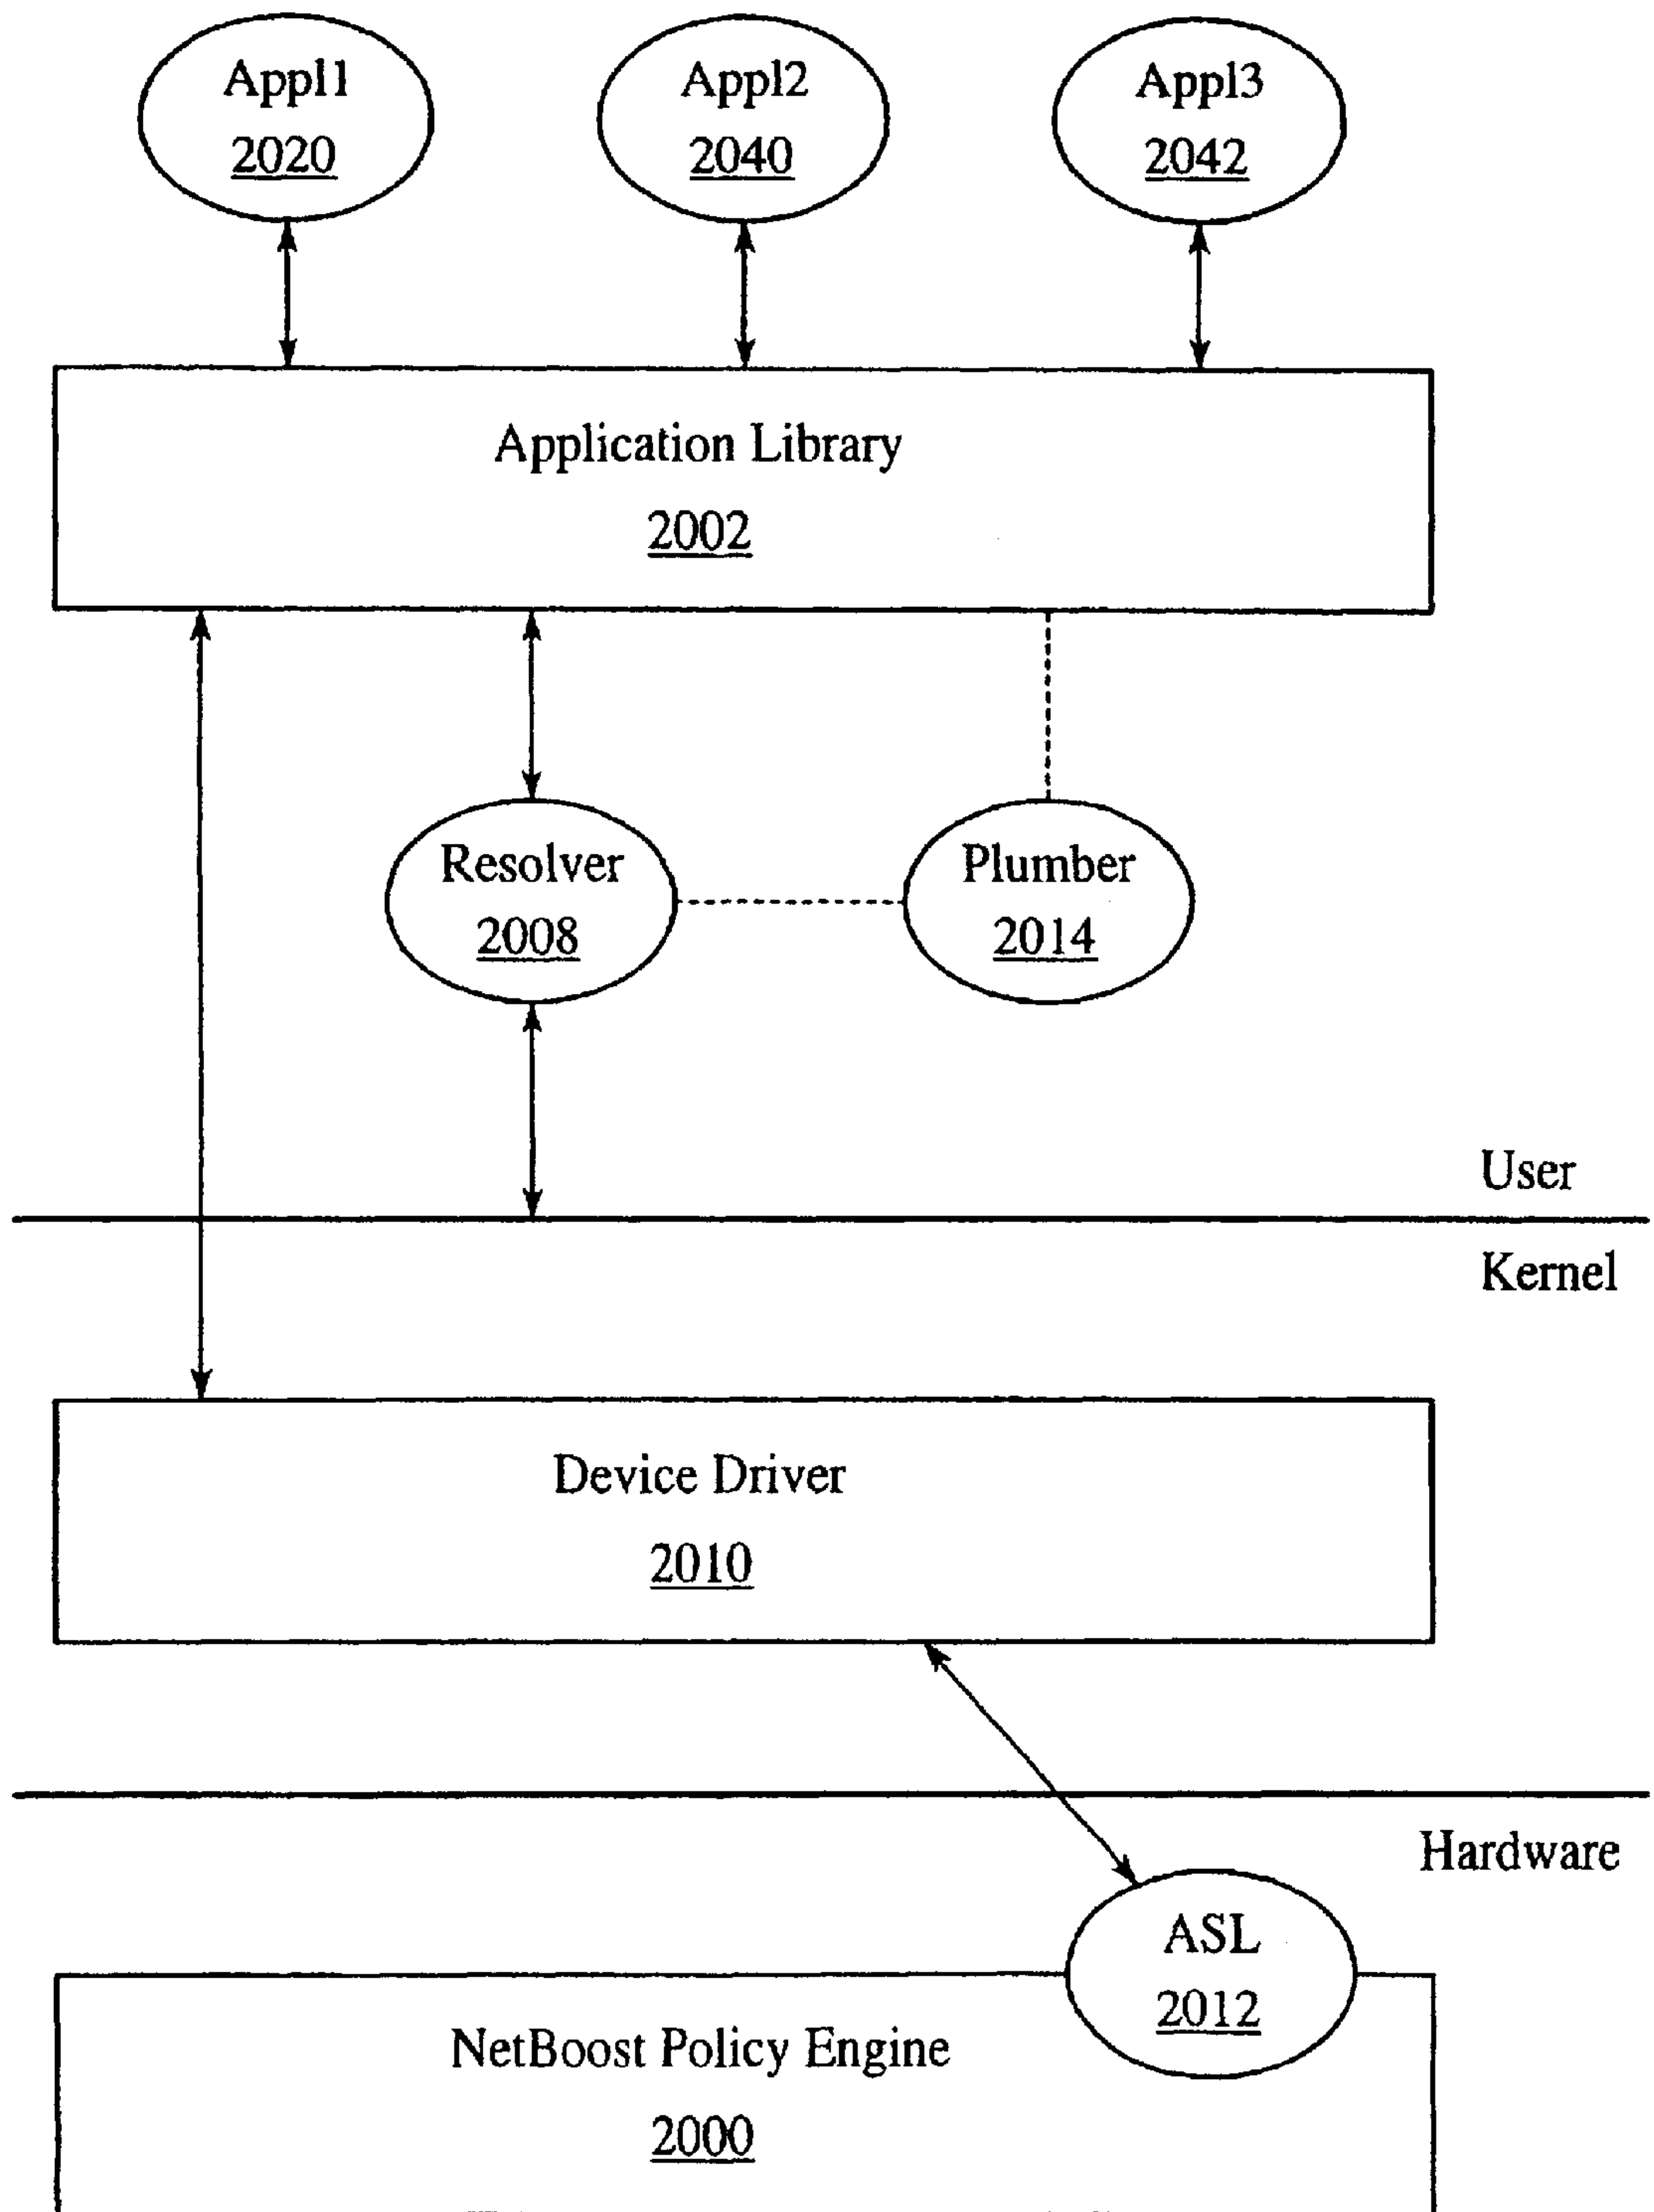 Appl1
2020
Appl2
2040
Appl3
2042
Application Library
2002
Resolver
2008
Plumber
2014
User
Kernel
Device Driver
2010
Hardware
ASL
2012
NetBoost Policy Engine
2000